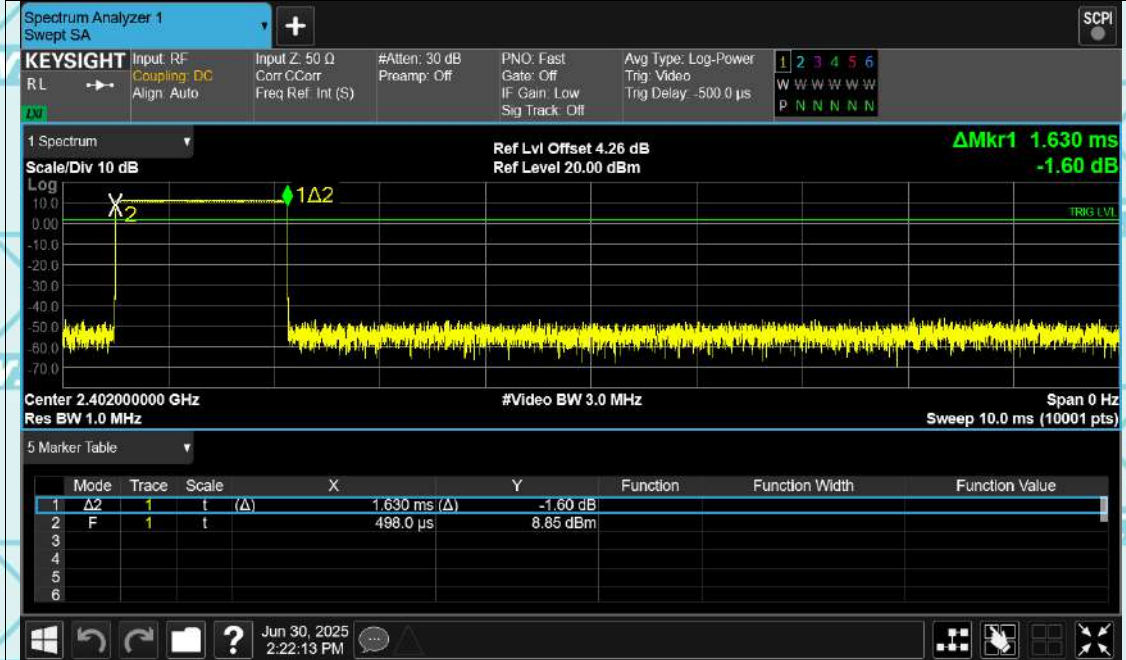 Spectrum Analyzer 1
Swept SA
+
SCPI
KEYSIGHT Input: RF Input Z: 50 Ω #Atten: 30 dB PNO: Fast Avg Type: Log-Power 1 2 3 4 5 6
RL Coupling: DC Corr CCorr Preamp: Off Gate: Off Trig: Video W W W W W W
Align: Auto Freq Ref: Int (S) IF Gain: Low Trig Delay: -500.0 µs P N N N N N
LXI Sig Track: Off
1 Spectrum Ref Lvl Offset 4.26 dB ΔMkr1 1.630 ms
Scale/Div 10 dB Ref Level 20.00 dBm -1.60 dB
Log
10.0 2 1Δ2
0.00 TRIG LVL
-10.0
-20.0
-30.0
-40.0
-50.0
-60.0
-70.0
Center 2.402000000 GHz #Video BW 3.0 MHz Span 0 Hz
Res BW 1.0 MHz Sweep 10.0 ms (10001 pts)
5 Marker Table
Mode Trace Scale X Y Function Function Width Function Value
1 Δ2 1 t (Δ) 1.630 ms (Δ) -1.60 dB
2 F 1 t 498.0 µs 8.85 dBm
3
4
5
6
? Jun 30, 2025
2:22:13 PM